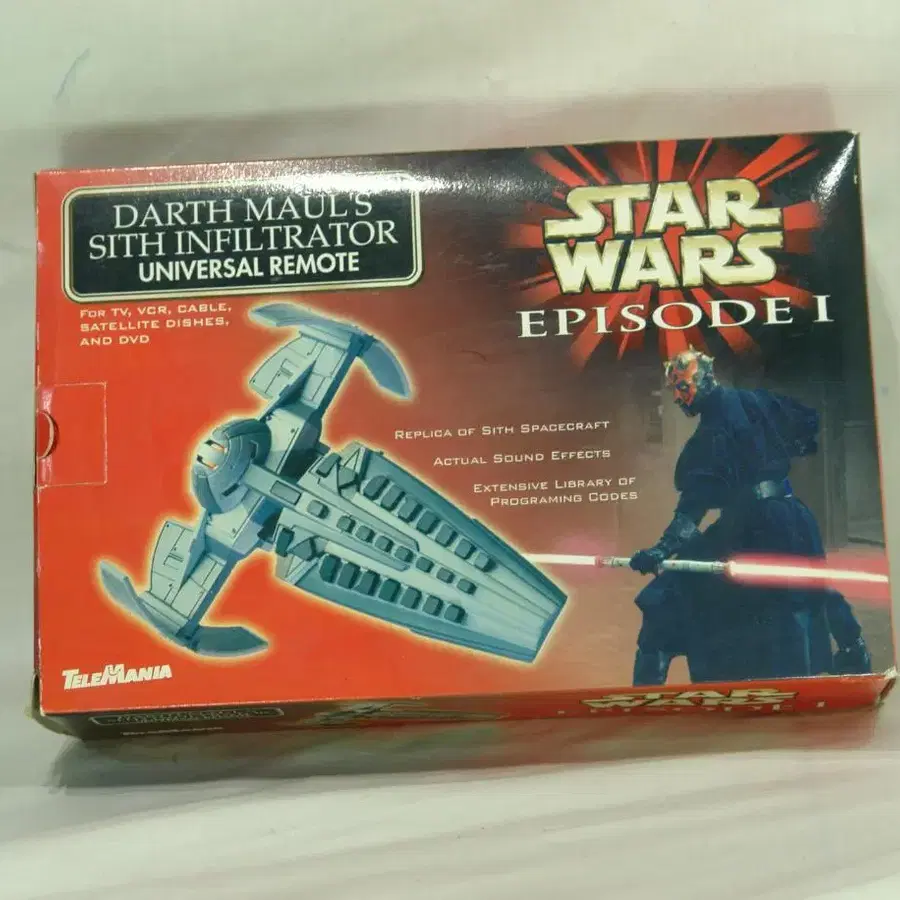 DARTH MAUL'S
SITH INFILTRATOR
UNIVERSAL REMOTE
FOR TV, VCR, CABLE,
SATELLITE DISHES,
AND DVD
STAR
WARS
EPISODE I
REPLICA OF SITH SPACECRAFT
ACTUAL SOUND EFFECTS
EXTENSIVE LIBRARY OF
PROGRAMING CODES
TELEMANIA
STAR
WARS